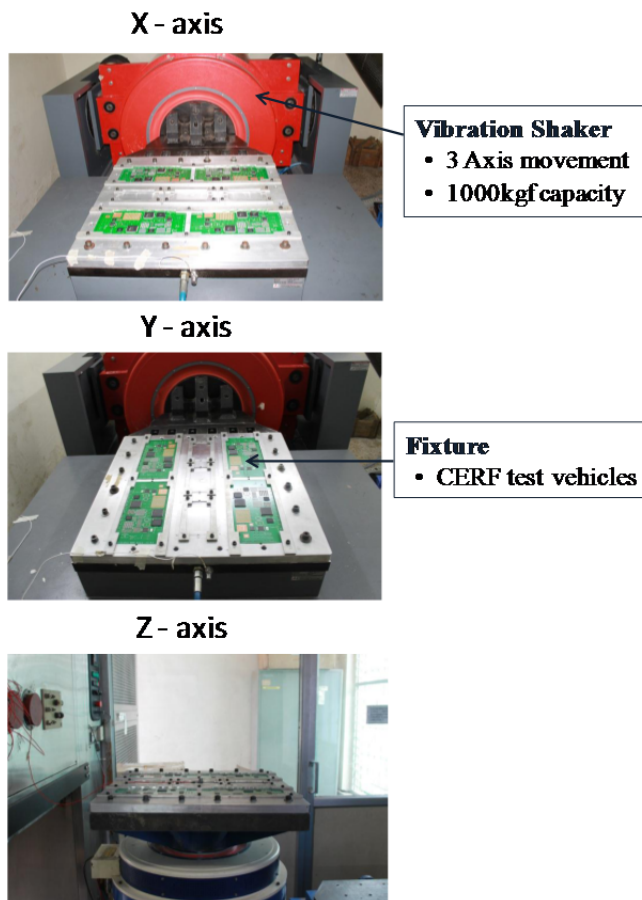 X - axis
Vibration Shaker
• 3 Axis movement
• 1000kgf capacity
Y - axis
Fixture
• CERF test vehicles
Z - axis